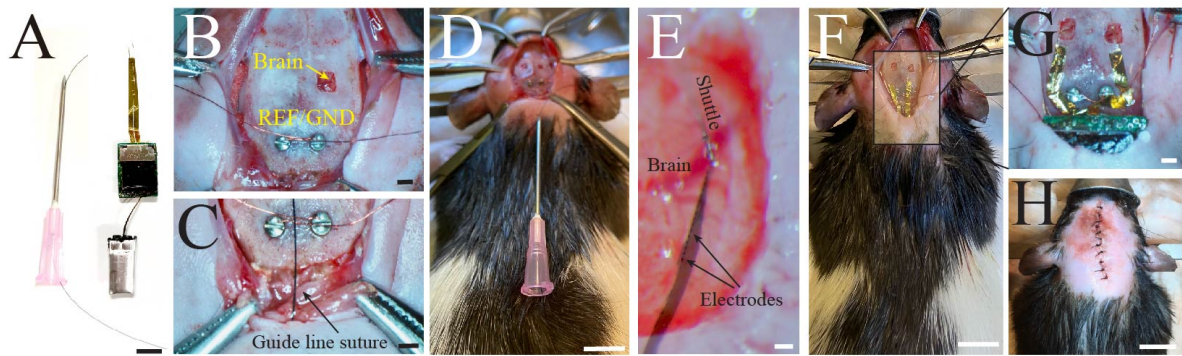 A
B
Brain
REF/GND
C
Guide line suture
D
E
Shuttle
Brain
Electrodes
F
G
H